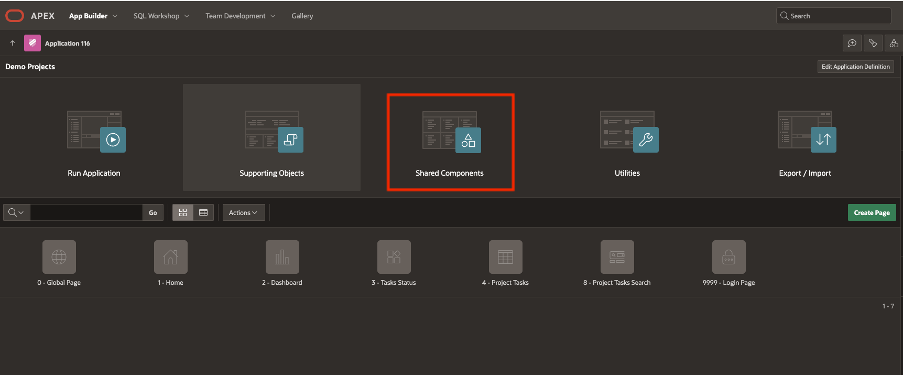 APEX App Builder SQL Workshop Team Development Gallery Search
Application 116
Demo Projects Edit Application Definition
Run Application Supporting Objects Shared Components Utilities Export / Import
Go Actions Create Page
0 - Global Page 1 - Home 2 - Dashboard 3 - Tasks Status 4 - Project Tasks 8 - Project Tasks Search 9999 - Login Page
1 - 7